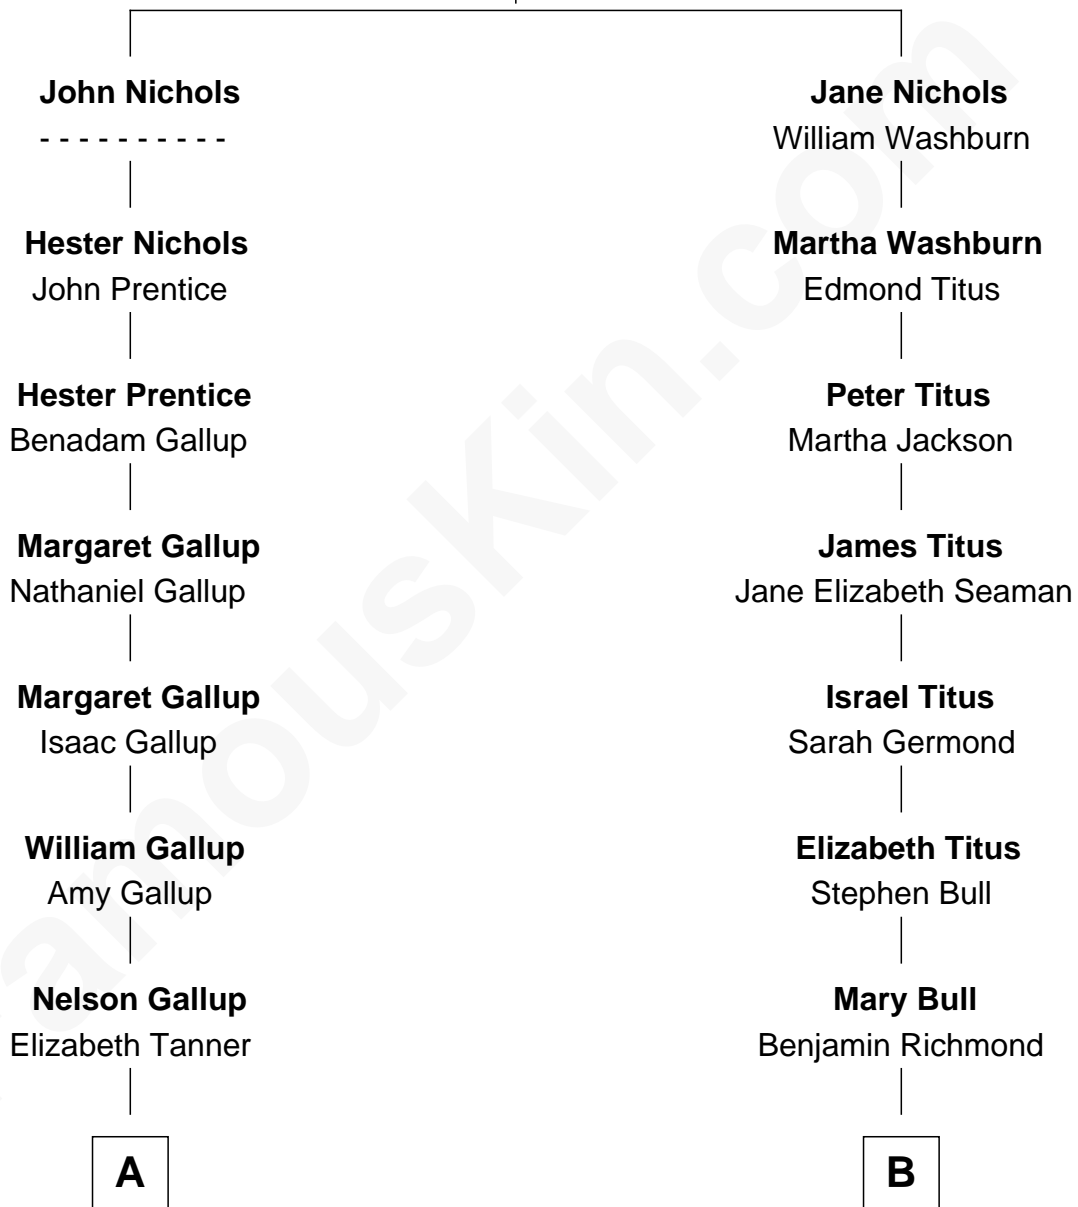 John Nichols
- - - - - - - - - -
Hester Nichols
John Prentice
Hester Prentice
Benadam Gallup
Margaret Gallup
Nathaniel Gallup
Margaret Gallup
Isaac Gallup
William Gallup
Amy Gallup
Nelson Gallup
Elizabeth Tanner
A
Jane Nichols
William Washburn
Martha Washburn
Edmond Titus
Peter Titus
Martha Jackson
James Titus
Jane Elizabeth Seaman
Israel Titus
Sarah Germond
Elizabeth Titus
Stephen Bull
Mary Bull
Benjamin Richmond
B
amouskin.com